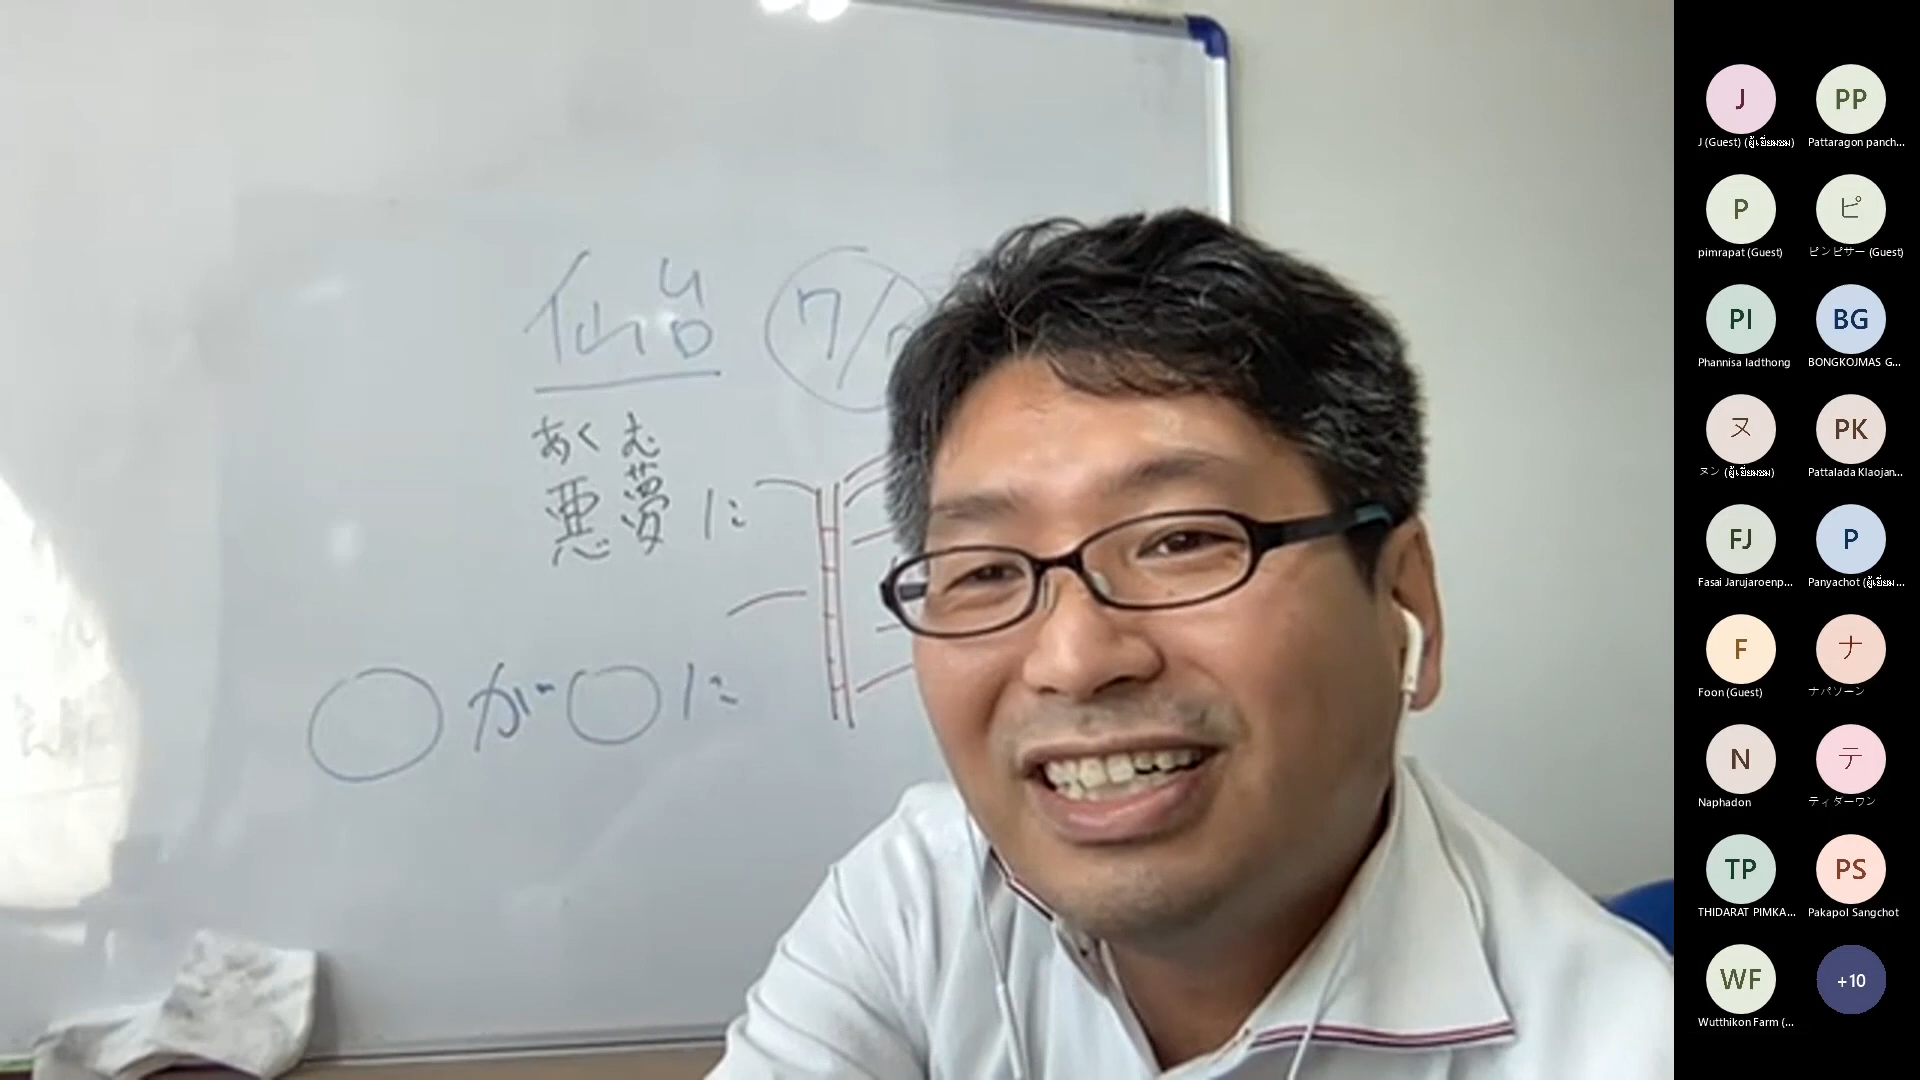 仙台 7/
あく む
悪夢に
〇が〇に
J
J (Guest) (ผู้เยี่ยมชม)
PP
Pattaragon panch...
P
pimrapat (Guest)
ピ
ピンピサー (Guest)
PI
Phannisa Iadthong
BG
BONGKOJMAS G...
ヌ
ヌン (ผู้เยี่ยมชม)
PK
Pattalada Klaojan...
FJ
Fasai Jarujaroenp...
P
Panyachot (ผู้เยี่ยม...
F
Foon (Guest)
ナ
ナパソーン
N
Naphadon
テ
ティダーワン
TP
THIDARAT PIMKA...
PS
Pakapol Sangchot
WF
Wutthikon Farm (...
+10